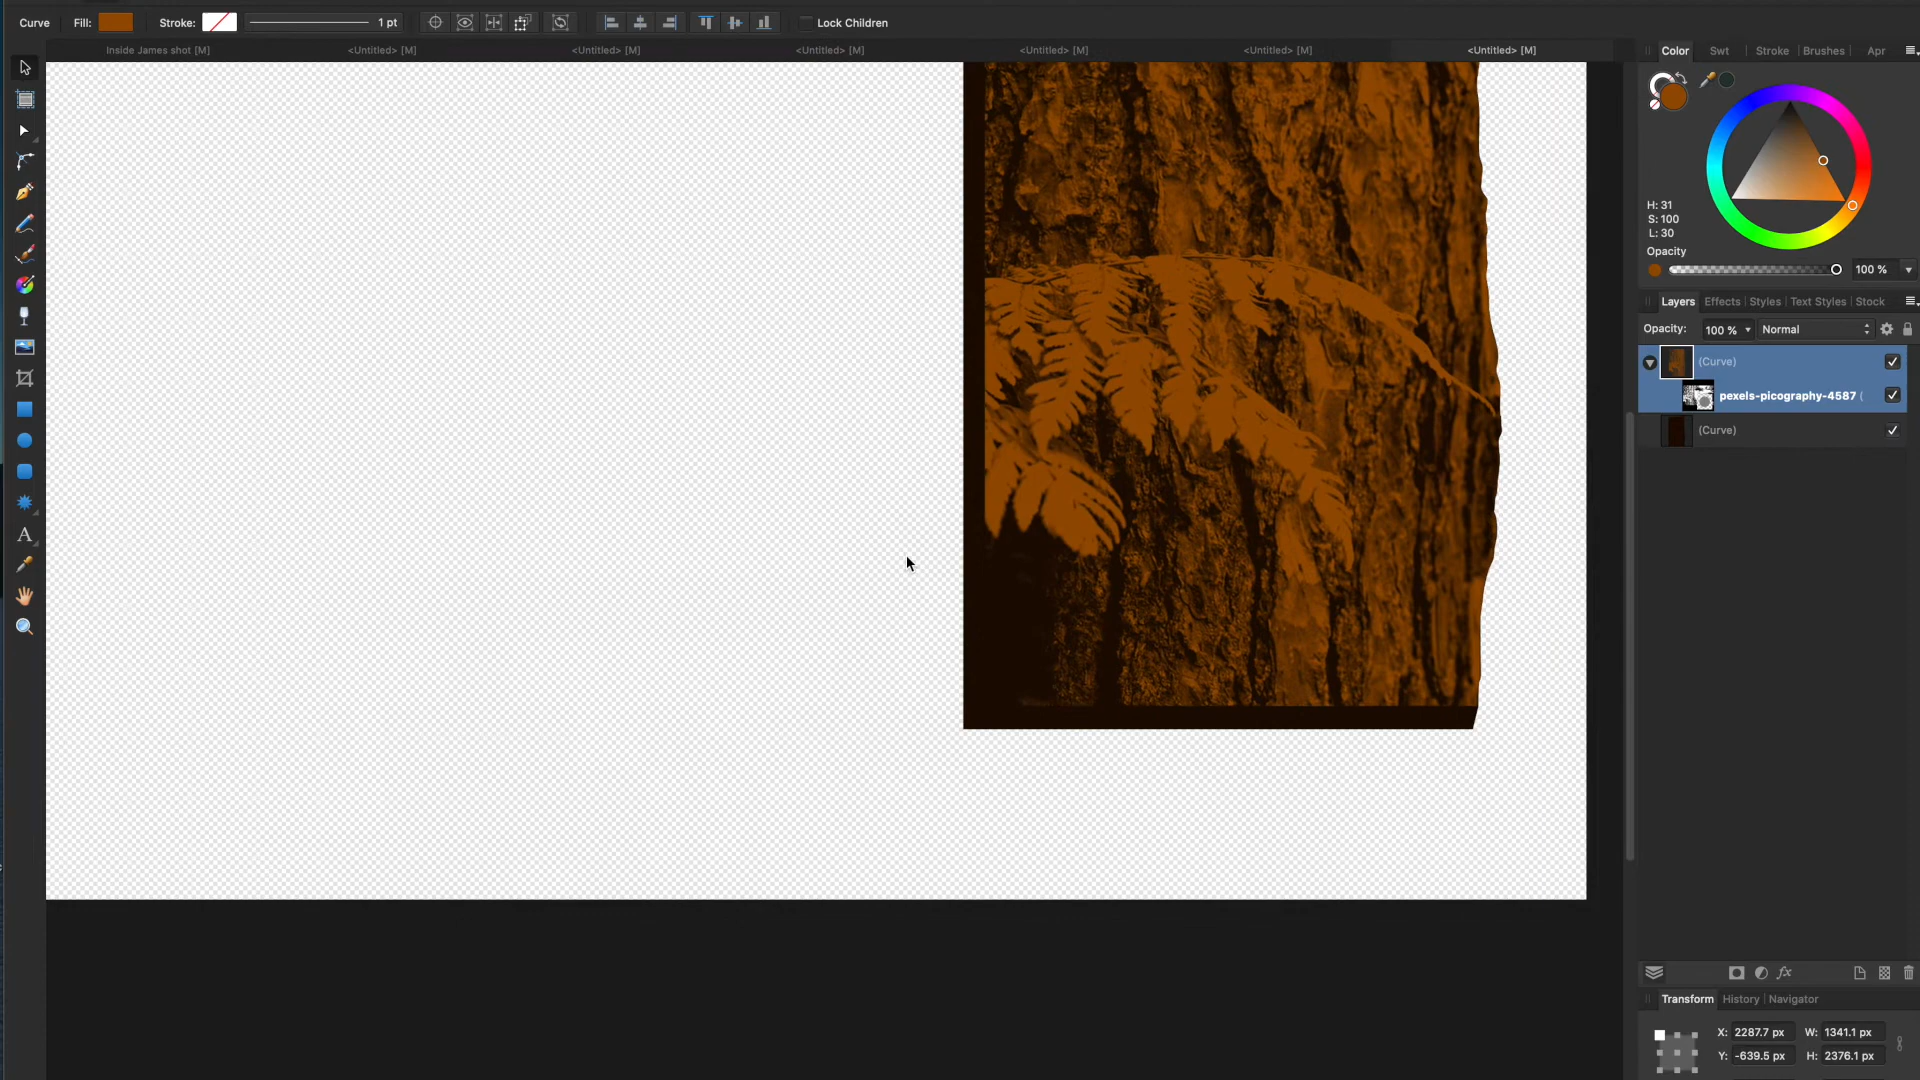 Curve Fill: Stroke: 1 pt Lock Children
Inside James shot [M] <Untitled> [M] <Untitled> [M] <Untitled> [M] <Untitled> [M] <Untitled> [M] <Untitled> [M]
Color Swt Stroke Brushes Apr
H: 31
S: 100
L: 30
Opacity
100 %
Layers Effects Styles Text Styles Stock
Opacity: 100 % Normal
(Curve)
pexels-picography-4587 (
(Curve)
A
fx
Transform History Navigator
X: 2287.7 px W: 1341.1 px
Y: -639.5 px H: 2376.1 px